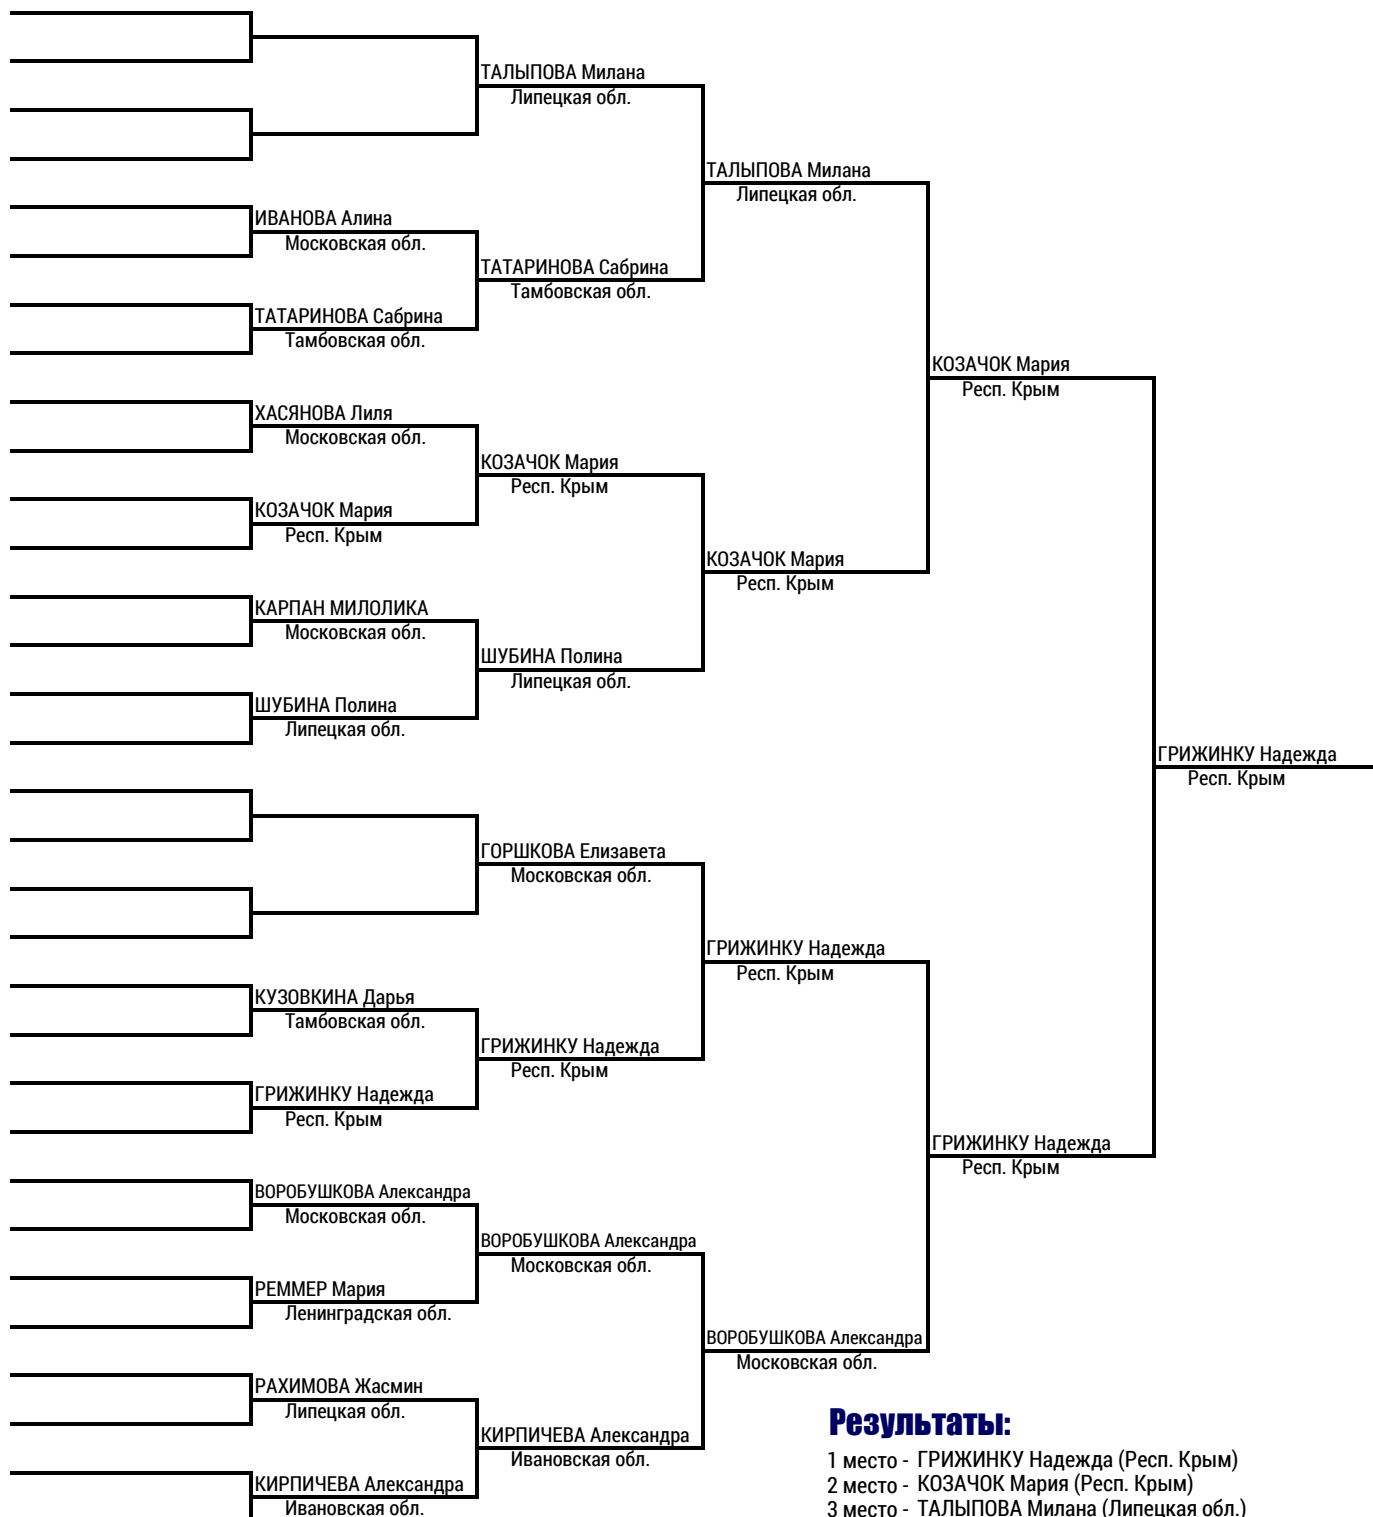 ТАЛЫПОВА Милана
Липецкая обл.
ТАЛЫПОВА Милана
Липецкая обл.
ИВАНОВА Алина
Московская обл.
ТАТАРИНОВА Сабрина
Тамбовская обл.
ТАТАРИНОВА Сабрина
Тамбовская обл.
КОЗАЧОК Мария
Респ. Крым
ХАСЯНОВА Лиля
Московская обл.
КОЗАЧОК Мария
Респ. Крым
КОЗАЧОК Мария
Респ. Крым
КОЗАЧОК Мария
Респ. Крым
КАРПАН МИЛОЛИКА
Московская обл.
ШУБИНА Полина
Липецкая обл.
ШУБИНА Полина
Липецкая обл.
ГРИЖИНКУ Надежда
Респ. Крым
ГОРШКОВА Елизавета
Московская обл.
ГРИЖИНКУ Надежда
Респ. Крым
КУЗОВКИНА Дарья
Тамбовская обл.
ГРИЖИНКУ Надежда
Респ. Крым
ГРИЖИНКУ Надежда
Респ. Крым
ГРИЖИНКУ Надежда
Респ. Крым
ВОРОБУШКОВА Александра
Московская обл.
ВОРОБУШКОВА Александра
Московская обл.
РЕММЕР Мария
Ленинградская обл.
ВОРОБУШКОВА Александра
Московская обл.
РАХИМОВА Жасмин
Липецкая обл.
КИРПИЧЕВА Александра
Ивановская обл.
КИРПИЧЕВА Александра
Ивановская обл.
Результаты:
1 место - ГРИЖИНКУ Надежда (Респ. Крым)
2 место - КОЗАЧОК Мария (Респ. Крым)
3 место - ТАЛЫПОВА Милана (Липецкая обл.)